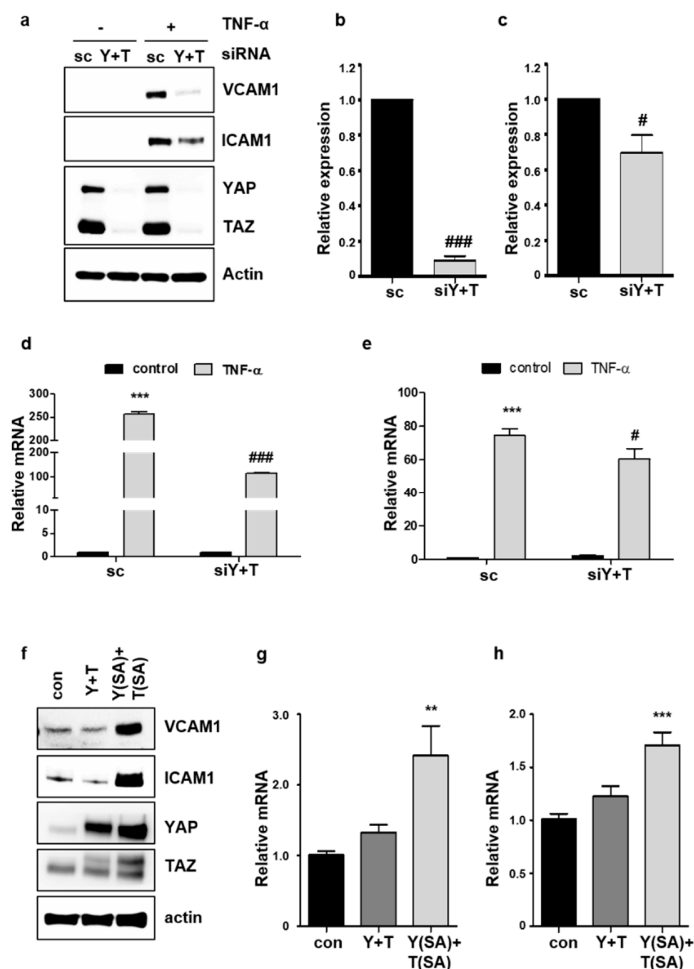 a
- + TNF-α
sc Y+T sc Y+T siRNA
VCAM1
ICAM1
YAP
TAZ
Actin
b
Relative expression
1.2
1.0
0.8
0.6
0.4
0.2
0
###
sc siY+T
c
Relative expression
1.2
1.0
0.8
0.6
0.4
0.2
0
#
sc siY+T
d
control TNF-α
Relative mRNA
300
250
200
200
100
10
5
0
***
###
sc siY+T
e
control TNF-α
Relative mRNA
100
80
60
40
20
0
***
#
sc siY+T
f
con Y+T Y(SA)+
T(SA)
VCAM1
ICAM1
YAP
TAZ
actin
g
Relative mRNA
3.0
2.0
1.0
0
**
con Y+T Y(SA)+
T(SA)
h
Relative mRNA
2.0
1.5
1.0
0.5
0
***
con Y+T Y(SA)+
T(SA)